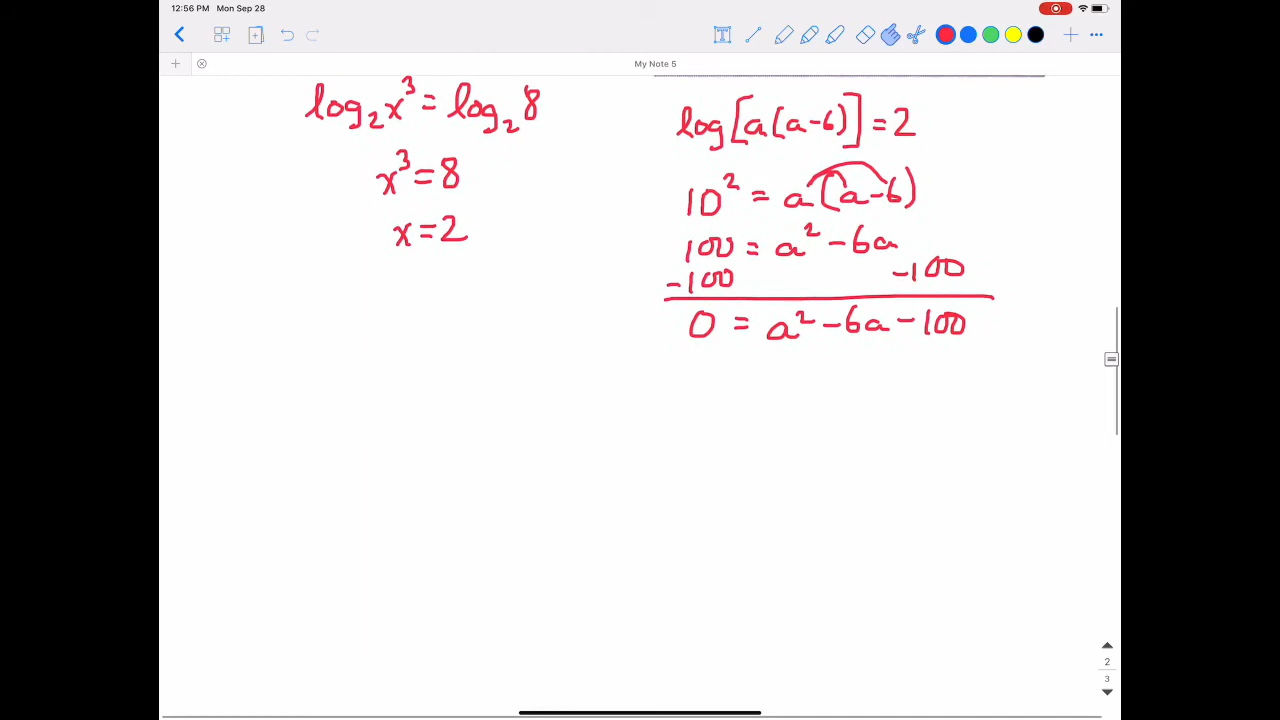 12:56 PM Mon Sep 28
My Note 5
log₂x³ = log₂8
x³ = 8
x = 2
log[a(a-6)] = 2
10² = a(a-6)
100 = a² - 6a
-100 -100
0 = a² - 6a - 100
2
3